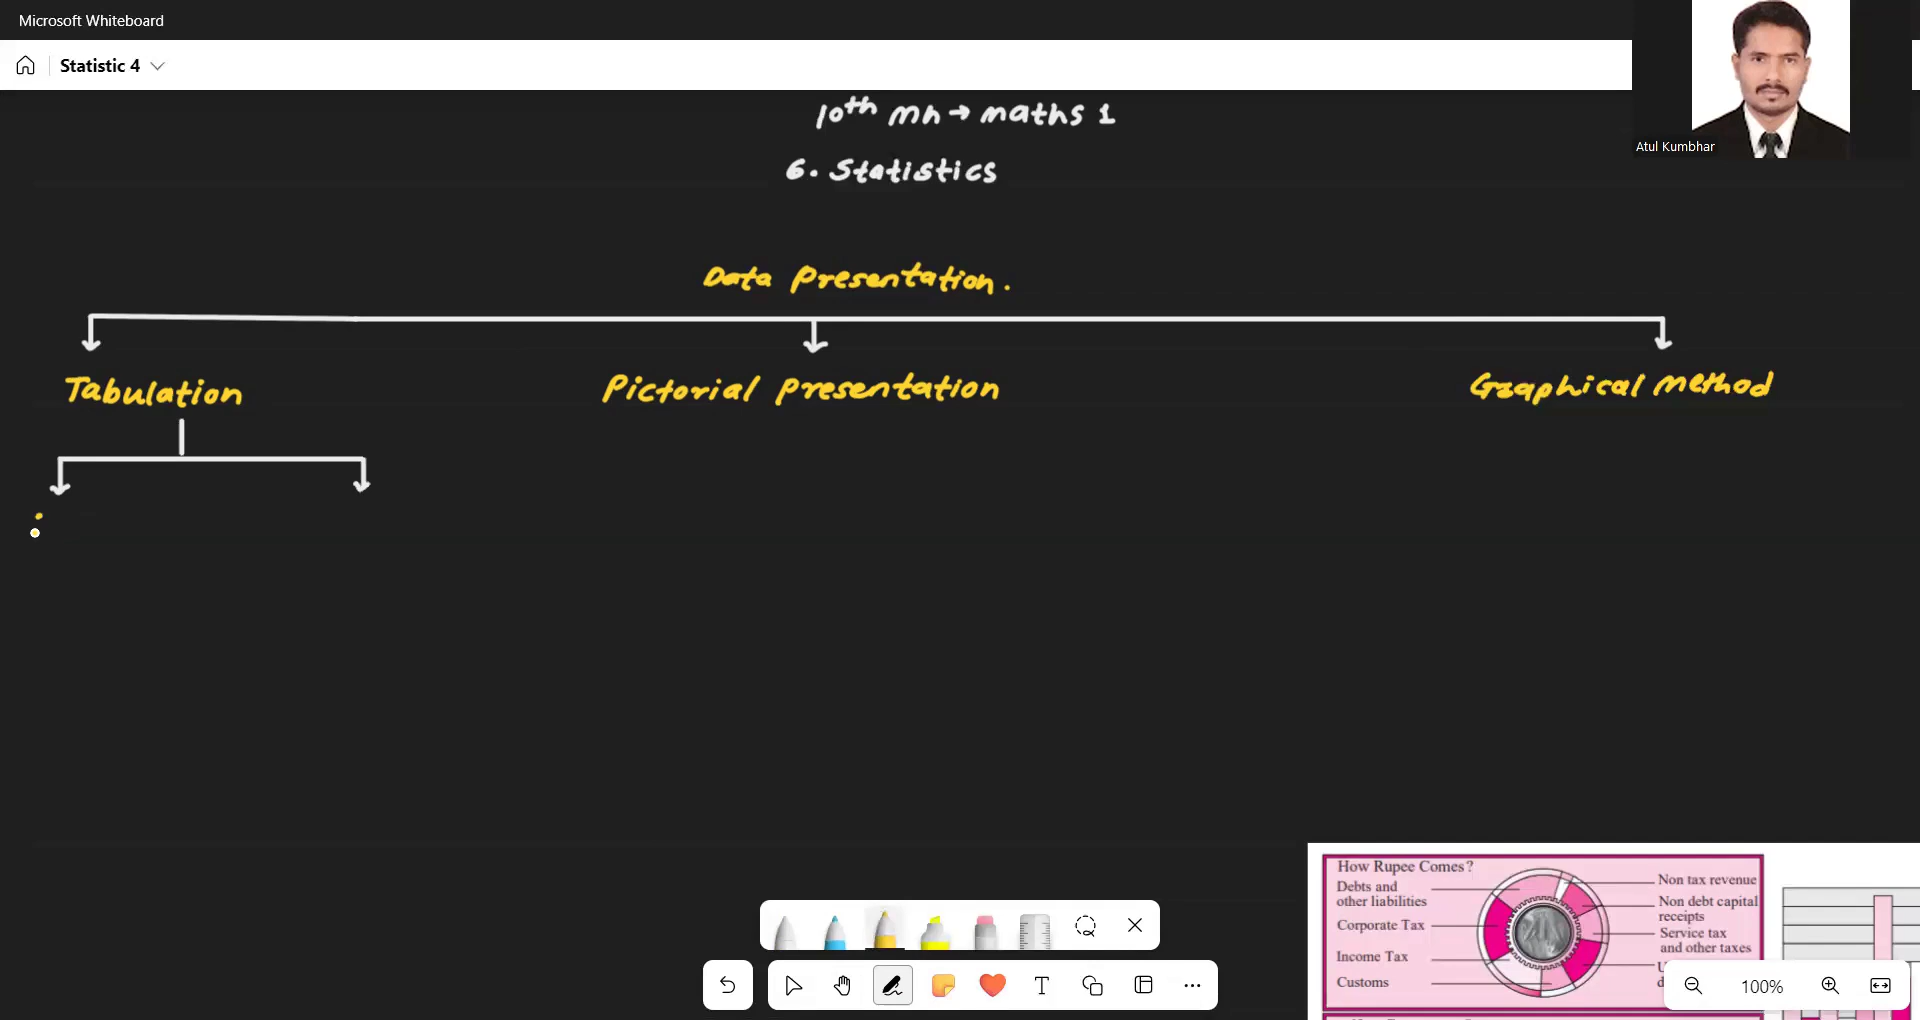 Microsoft Whiteboard
Statistic 4
Atul Kumbhar
10th mh → maths 1
6. Statistics
Data presentation.
Tabulation
Pictorial presentation
Graphical method
How Rupee Comes?
Debts and
other liabilities
Corporate Tax
Income Tax
Customs
Non tax revenue
Non debt capital
receipts
Service tax
and other taxes
100%